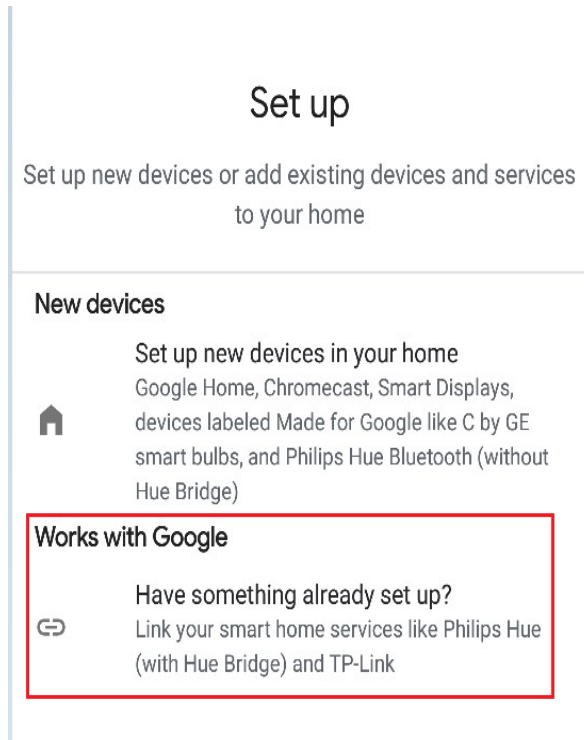 Set up
Set up new devices or add existing devices and services
to your home
New devices
Set up new devices in your home
Google Home, Chromecast, Smart Displays,
devices labeled Made for Google like C by GE
smart bulbs, and Philips Hue Bluetooth (without
Hue Bridge)
Works with Google
Have something already set up?
Link your smart home services like Philips Hue
(with Hue Bridge) and TP-Link